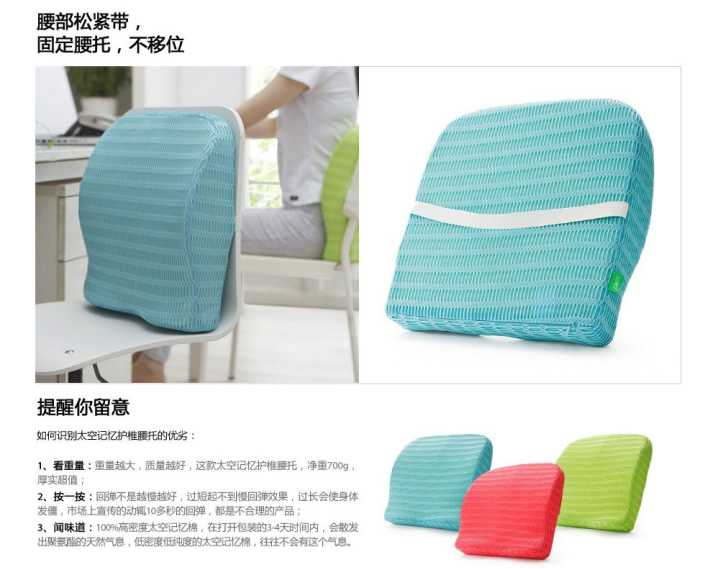 腰部松紧带，
固定腰托，不移位
提醒你留意
如何识别太空记忆护椎腰托的优劣：
1、看重量：重量越大，质量越好，这款太空记忆护椎腰托，净重700g，
厚实超值；
2、按一按：回弹不是越慢越好，过短起不到慢回弹效果，过长会使身体
发僵，市场上宣传的动辄10多秒的回弹，都是不合理的产品；
3、闻味道：100%高密度太空记忆棉，在打开包装的3-4天时间内，会散发
出聚氨酯的天然气息，低密度低纯度的太空记忆棉，往往不会有这个气息。